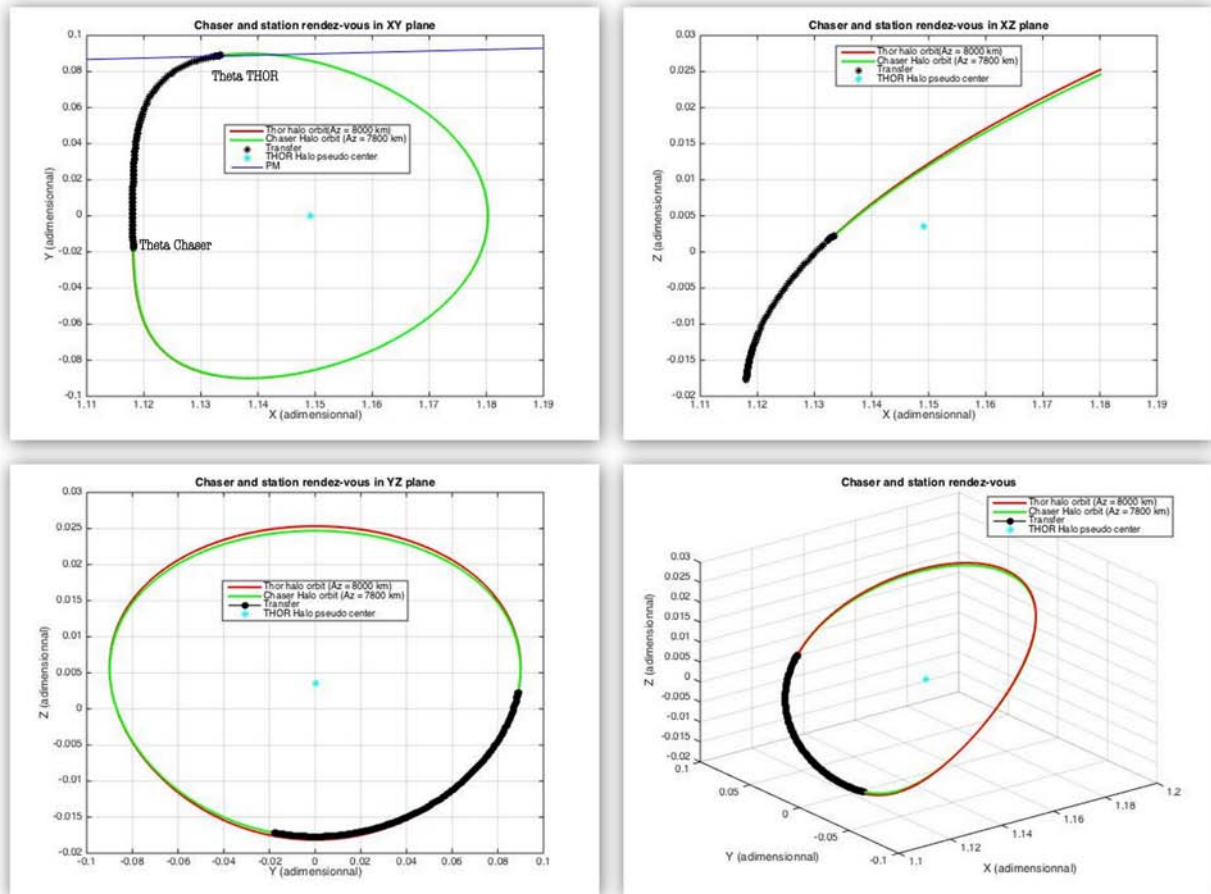 Chaser and station rendez-vous in XY plane
0.1
0.08
0.06
0.04
0.02
0
-0.02
-0.04
-0.06
-0.08
-0.1
Y (adimensionnal)
Theta THOR
Thor halo orbit(Az = 8000 km)
Chaser Halo orbit (Az = 7800 km)
Transfer
THOR Halo pseudo center
PM
Theta Chaser
1.11 1.12 1.13 1.14 1.15 1.16 1.17 1.18 1.19
X (adimensionnal)
Chaser and station rendez-vous in XZ plane
0.03
0.025
0.02
0.015
0.01
0.005
0
-0.005
-0.01
-0.015
-0.02
Z (adimensionnal)
Thor halo orbit (Az = 8000 km)
Chaser Halo orbit (Az = 7800 km)
Transfer
THOR Halo pseudo center
1.11 1.12 1.13 1.14 1.15 1.16 1.17 1.18 1.19
X (adimensionnal)
Chaser and station rendez-vous in YZ plane
0.03
0.025
0.02
0.015
0.01
0.005
0
-0.005
-0.01
-0.015
-0.02
Z (adimensionnal)
Thor halo orbit (Az = 8000 km)
Chaser Halo orbit (Az = 7800 km)
Transfer
THOR Halo pseudo center
-0.1 -0.08 -0.06 -0.04 -0.02 0 0.02 0.04 0.06 0.08 0.1
Y (adimensionnal)
Chaser and station rendez-vous
Thor halo orbit (Az = 8000 km)
Chaser Halo orbit (Az = 7800 km)
Transfer
THOR Halo pseudo center
0.03
0.025
0.02
0.015
0.01
0.005
0
-0.005
-0.01
-0.015
-0.02
Z (adimensionnal)
0.1
0.05
0
-0.05
-0.1
Y (adimensionnal)
1.1
1.12
1.14
1.16
1.18
1.2
X (adimensionnal)